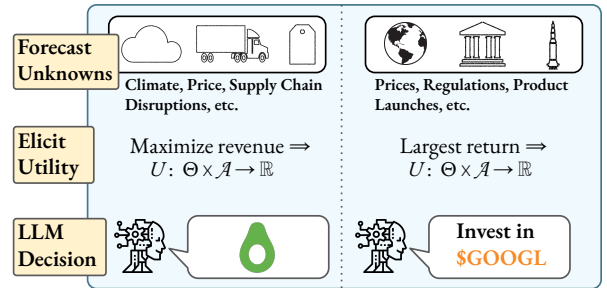 Forecast
Unknowns
Climate, Price, Supply Chain
Disruptions, etc.
Prices, Regulations, Product
Launches, etc.
Elicit
Utility
Maximize revenue ⇒
U: Θ × 𝒜 → ℝ
Largest return ⇒
U: Θ × 𝒜 → ℝ
LLM
Decision
Invest in
$GOOGL